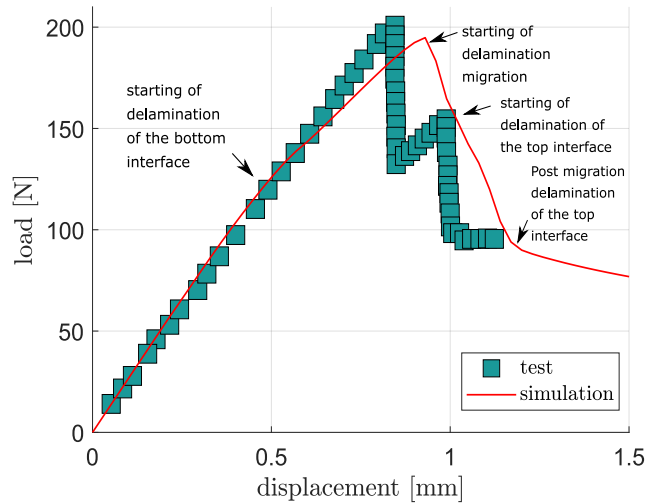 200
150
100
50
0
load [N]
starting of
delamination
of the bottom
interface
starting of
delamination
migration
starting of
delamination of
the top interface
Post migration
delamination
of the top
interface
test
simulation
0
0.5
1
1.5
displacement [mm]